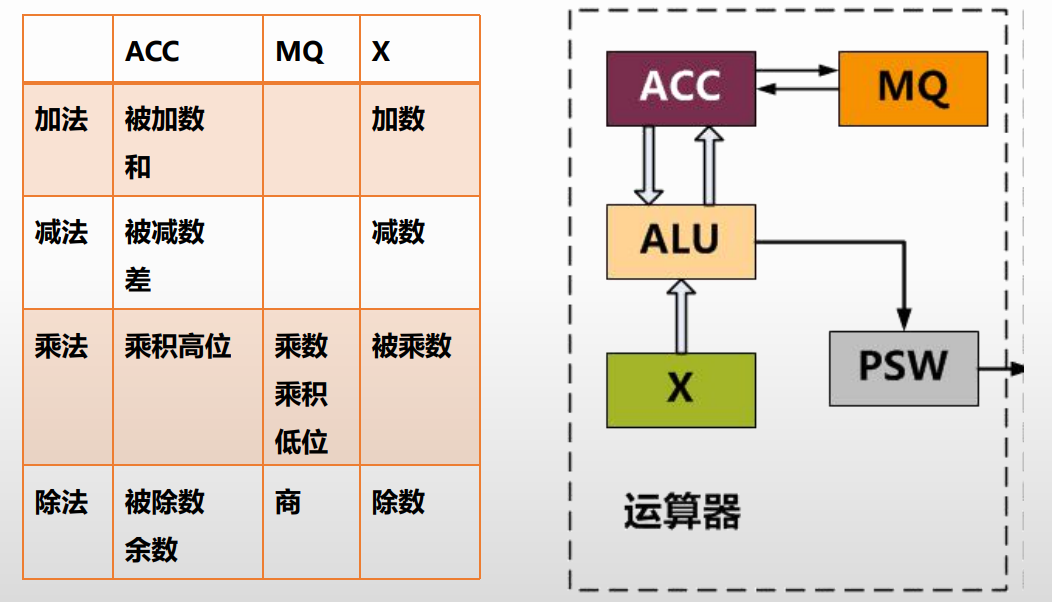 ACC MQ X
加法 被加数 加数
和
减法 被减数 减数
差
乘法 乘积高位 乘数 被乘数
乘积
低位
除法 被除数 商 除数
余数
ACC MQ
ALU
PSW
X
运算器